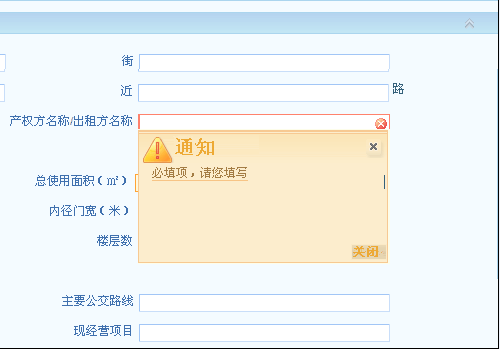 街
近
路
产权方名称/出租方名称
通知
必填项，请您填写
总使用面积（㎡）
内径门宽（米）
楼层数
关闭
主要公交路线
现经营项目